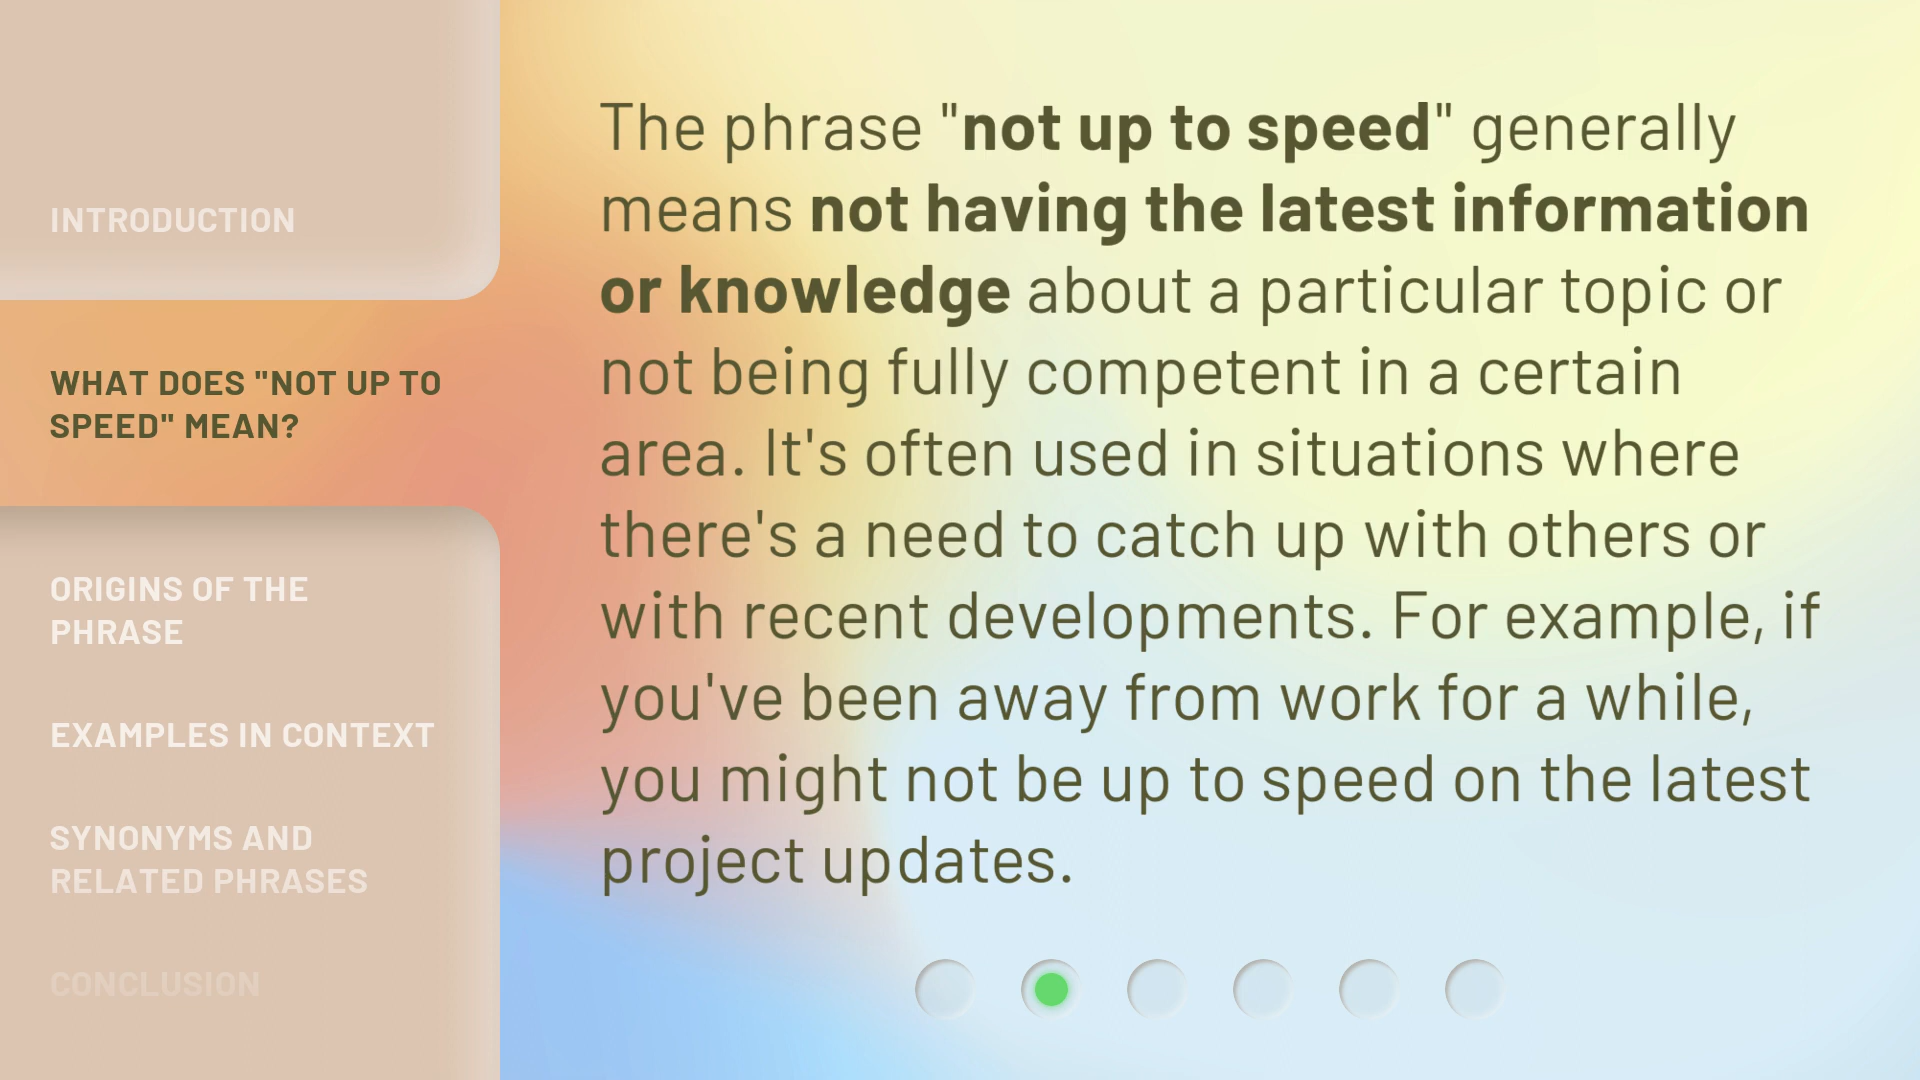 INTRODUCTION
WHAT DOES "NOT UP TO
SPEED" MEAN?
ORIGINS OF THE
PHRASE
EXAMPLES IN CONTEXT
SYNONYMS AND
RELATED PHRASES
CONCLUSION
The phrase "not up to speed" generally
means not having the latest information
or knowledge about a particular topic or
not being fully competent in a certain
area. It's often used in situations where
there's a need to catch up with others or
with recent developments. For example, if
you've been away from work for a while,
you might not be up to speed on the latest
project updates.